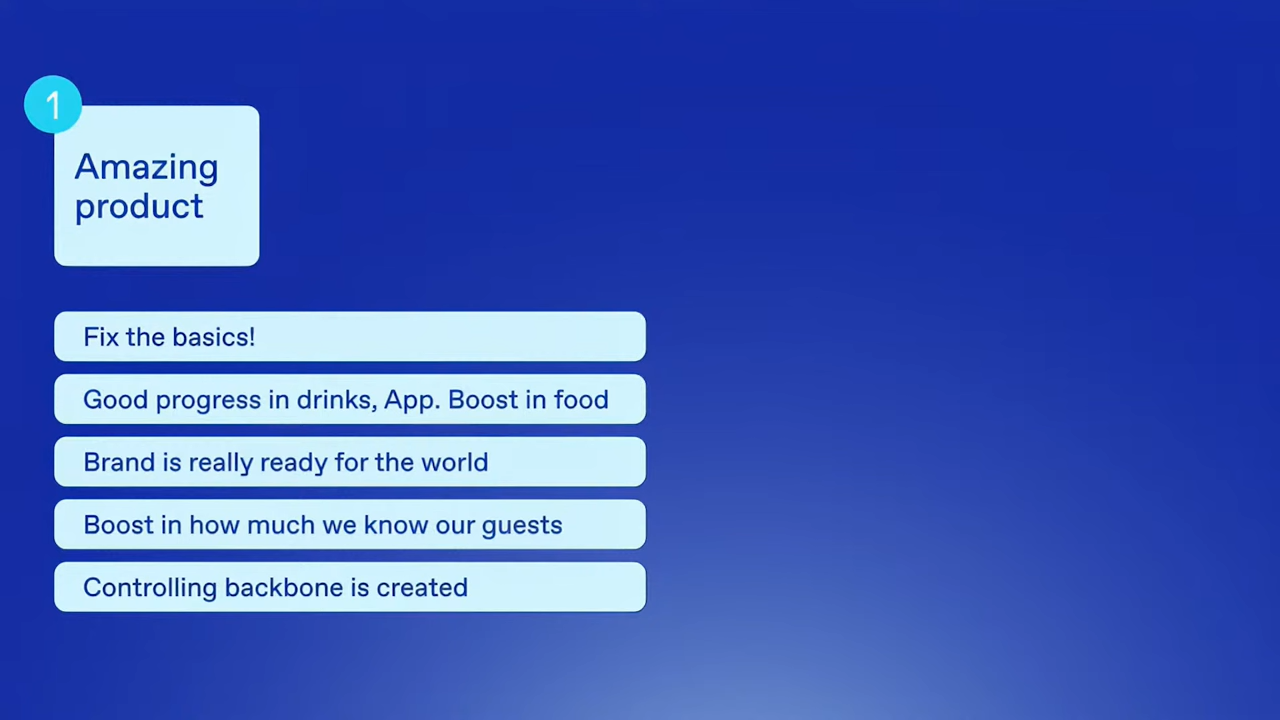 1
Amazing
product
Fix the basics!
Good progress in drinks, App. Boost in food
Brand is really ready for the world
Boost in how much we know our guests
Controlling backbone is created